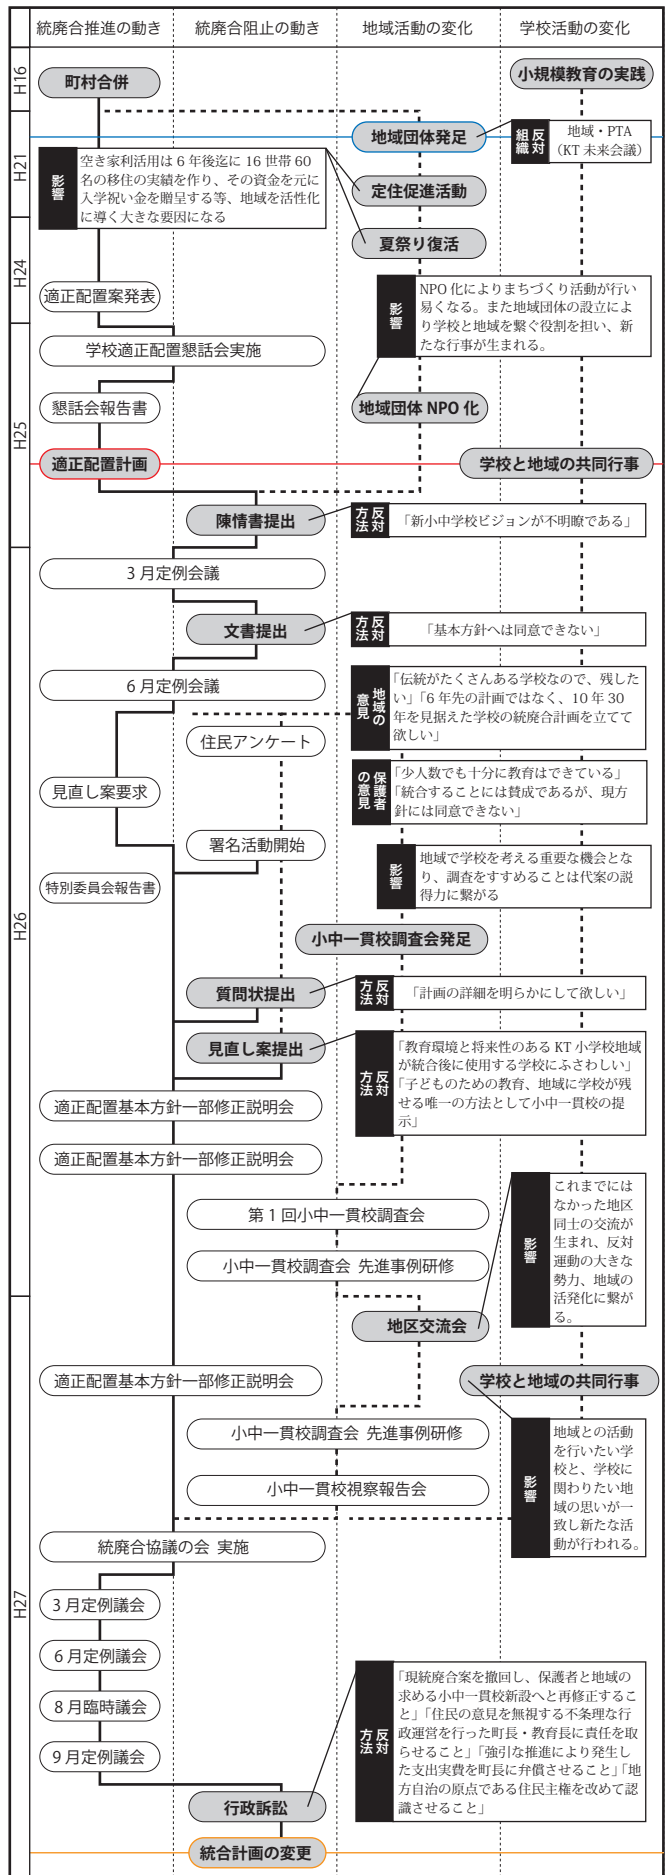 統廃合推進の動き
統廃合阻止の動き
地域活動の変化
学校活動の変化
H16
町村合併
小規模教育の実践
H21
地域団体発足
反対組織
地域・PTA
（KT 未来会議）
影響
空き家利活用は 6 年後迄に 16 世帯 60
名の移住の実績を作り、その資金を元に
入学祝い金を贈呈する等、地域を活性化
に導く大きな要因になる
定住促進活動
夏祭り復活
H24
適正配置案発表
影響
NPO 化によりまちづくり活動が行い
易くなる。また地域団体の設立によ
り学校と地域を繋ぐ役割を担い、新
たな行事が生まれる。
H25
学校適正配置懇話会実施
懇話会報告書
地域団体 NPO 化
適正配置計画
学校と地域の共同行事
陳情書提出
反対方法
「新小中学校ビジョンが不明瞭である」
H26
3 月定例会議
文書提出
反対方法
「基本方針へは同意できない」
6 月定例会議
地域の意見
「伝統がたくさんある学校なので、残した
い」「6 年先の計画ではなく、10 年 30
年を見据えた学校の統廃合計画を立てて
欲しい」
住民アンケート
見直し案要求
保護者の意見
「少人数でも十分に教育はできている」
「統合することには賛成であるが、現方
針には同意できない」
署名活動開始
影響
地域で学校を考える重要な機会とな
り、調査をすすめることは代案の説
得力に繋がる
特別委員会報告書
小中一貫校調査会発足
質問状提出
反対方法
「計画の詳細を明らかにして欲しい」
見直し案提出
反対方法
「教育環境と将来性のある KT 小学校地域
が統合後に使用する学校にふさわしい」
「子どものための教育、地域に学校が残
せる唯一の方法として小中一貫校の提
示」
適正配置基本方針一部修正説明会
適正配置基本方針一部修正説明会
影響
これまでには
なかった地区
同士の交流が
生まれ、反対
運動の大きな
勢力、地域の
活発化に繋が
る。
第 1 回小中一貫校調査会
小中一貫校調査会 先進事例研修
H27
地区交流会
適正配置基本方針一部修正説明会
学校と地域の共同行事
小中一貫校調査会 先進事例研修
影響
地域との活動
を行いたい学
校と、学校に
関わりたい地
域の思いが一
致し新たな活
動が行われる。
小中一貫校視察報告会
統廃合協議の会 実施
3 月定例議会
6 月定例議会
8 月臨時議会
9 月定例議会
反対方法
「現統廃合案を撤回し、保護者と地域の
求める小中一貫校新設へと再修正するこ
と」「住民の意見を無視する不条理な行
政運営を行った町長・教育長に責任を取
らせること」「強引な推進により発生し
た支出実費を町長に弁償させること」「地
方自治の原点である住民主権を改めて認
識させること」
行政訴訟
統合計画の変更